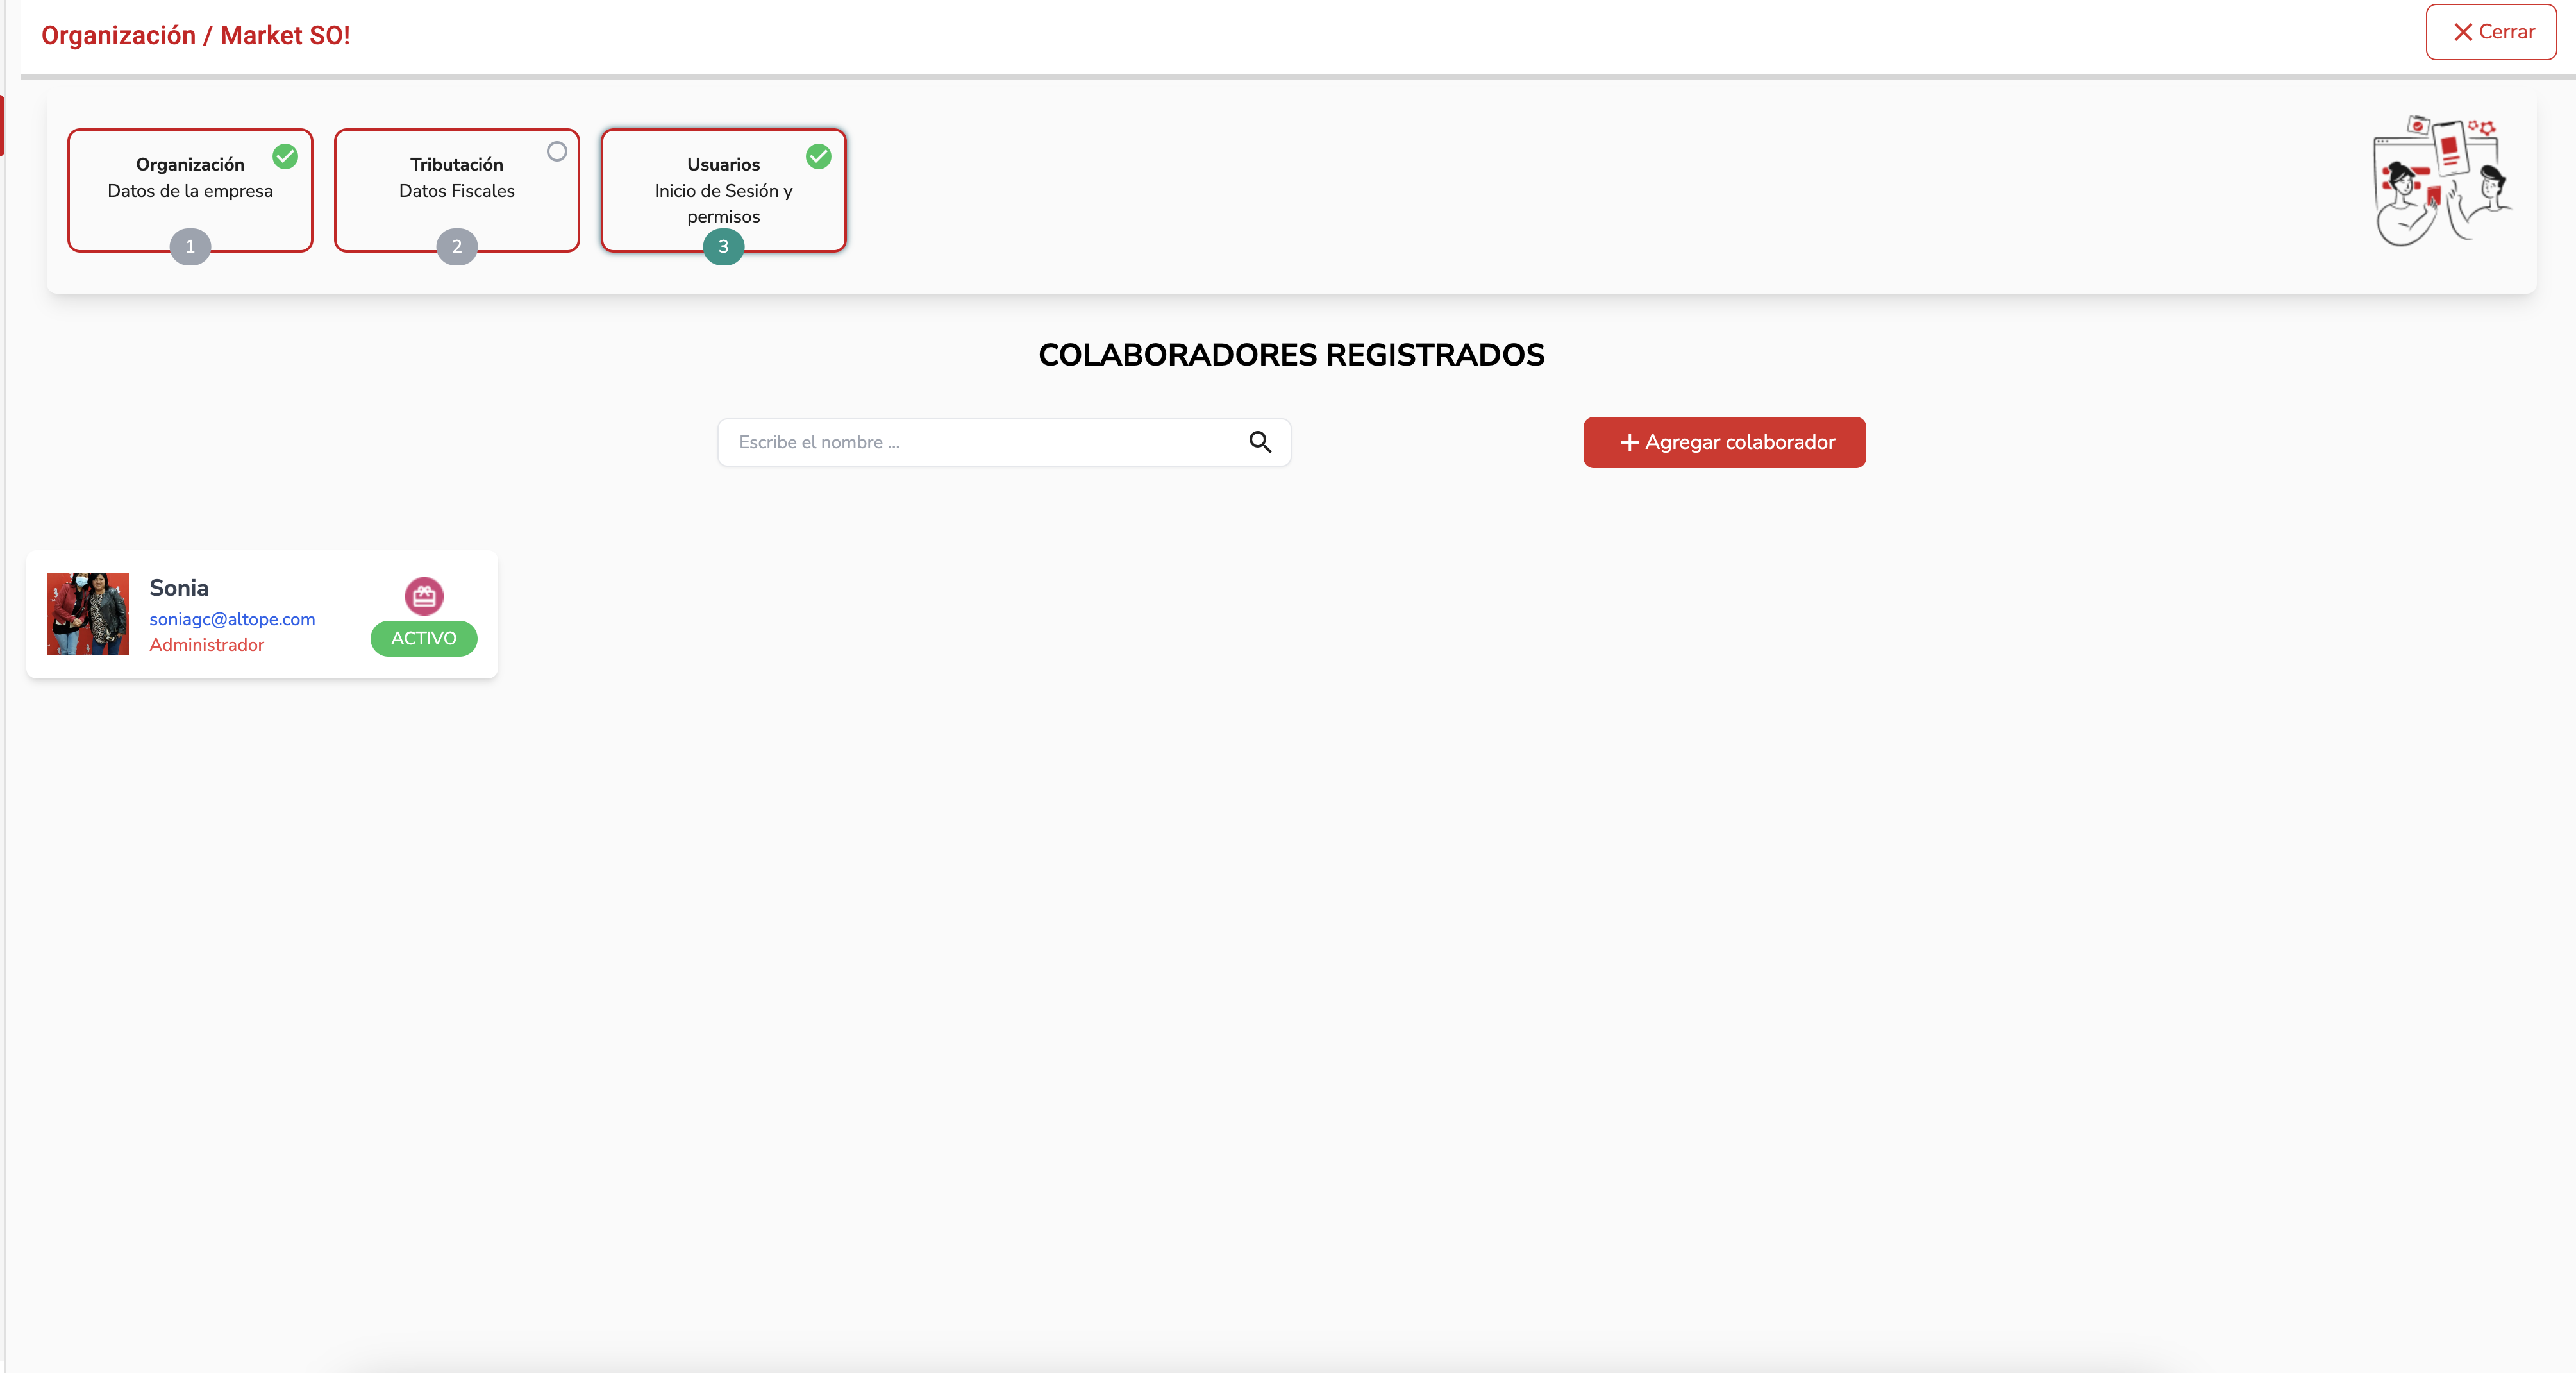 Organización / Market SO!
Cerrar
Organización
Datos de la empresa
1
Tributación
Datos Fiscales
2
Usuarios
Inicio de Sesión y
permisos
3
COLABORADORES REGISTRADOS
Escribe el nombre ...
Agregar colaborador
Sonia
soniagc@altope.com
Administrador
ACTIVO